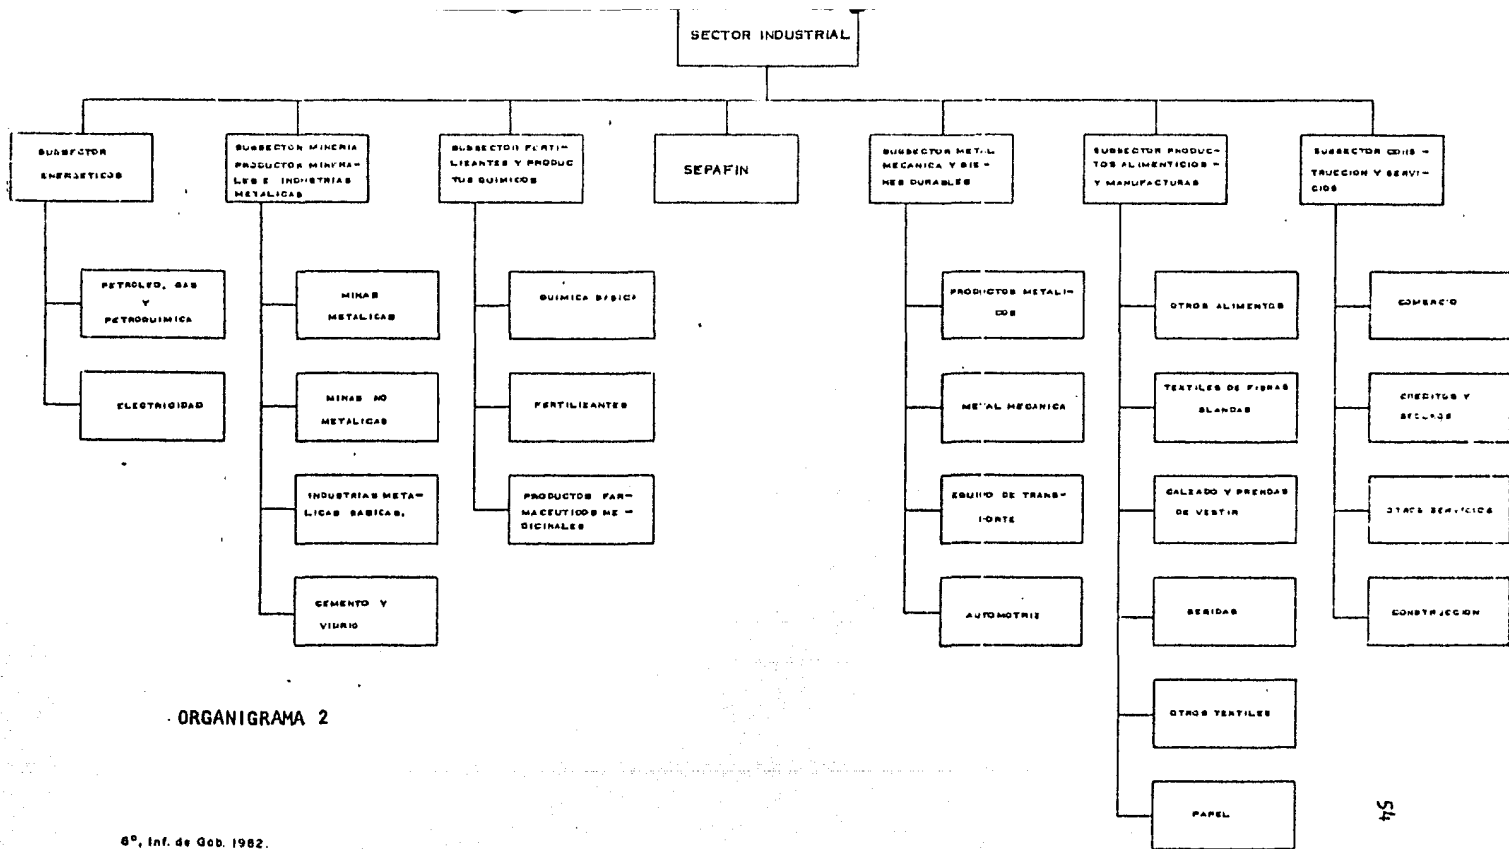 SECTOR INDUSTRIAL
SUBSECTOR
ENERGETICOS
SUBSECTOR MINERIA
PRODUCTOS MINERA-
LES E INDUSTRIAS
METALICAS
SUBSECTOR FERTI-
LIZANTES Y PRODUC
TOS QUIMICOS
SEPAFIN
SUBSECTOR METAL
MECANICA Y BIE-
NES DURABLES
SUBSECTOR PRODUC-
TOS ALIMENTICIOS -
Y MANUFACTURAS
SUBSECTOR CONS -
TRUCCION Y SERVI-
CIOS
PETROLEO, GAS
Y
PETROQUIMICA
ELECTRICIDAD
MINAS
METALICAS
MINAS NO
METALICAS
INDUSTRIAS META-
LICAS BASICAS.
CEMENTO Y
VIDRIO
QUIMICA BASICA
FERTILIZANTES
PRODUCTOS FAR-
MACEUTICOS ME-
DICINALES
PRODUCTOS METALI-
COS
METAL MECANICA
EQUIPO DE TRANS-
PORTE
AUTOMOTRIZ
OTROS ALIMENTOS
TEXTILES DE FIBRAS
BLANDAS
CALZADO Y PRENDAS
DE VESTIR
BEBIDAS
OTROS TEXTILES
PAPEL
COMERCIO
CREDITOS Y
SEGUROS
OTROS SERVICIOS
CONSTRUCCION
ORGANIGRAMA 2
6º, Inf. de Gob. 1982.
54